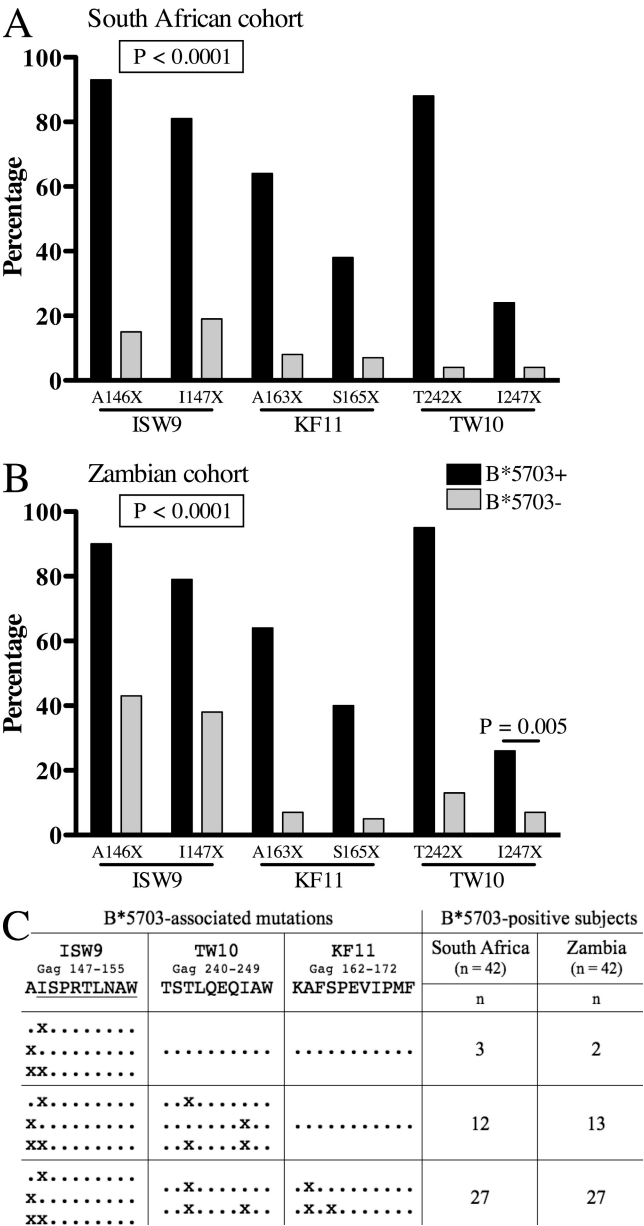 A South African cohort
P < 0.0001
Percentage
100
80
60
40
20
0
A146X I147X A163X S165X T242X I247X
ISW9 KF11 TW10
B Zambian cohort
B*5703+
B*5703-
P < 0.0001
Percentage
100
80
60
40
20
0
P = 0.005
A146X I147X A163X S165X T242X I247X
ISW9 KF11 TW10
C B*5703-associated mutations B*5703-positive subjects
ISW9 TW10 KF11 South Africa Zambia
Gag 147-155 Gag 240-249 Gag 162-172 (n = 42) (n = 42)
AISPRTLNAW TSTLQEQIAW KAFSPEVIPMF
n n
.x........
x......... .......... ........... 3 2
xx........
.x........ ..x.......
x......... .......x.. ........... 12 13
xx........ ..x....x..
.x........
..x....... .x.........
x......... 27 27
..x....x.. .x.x.......
xx........